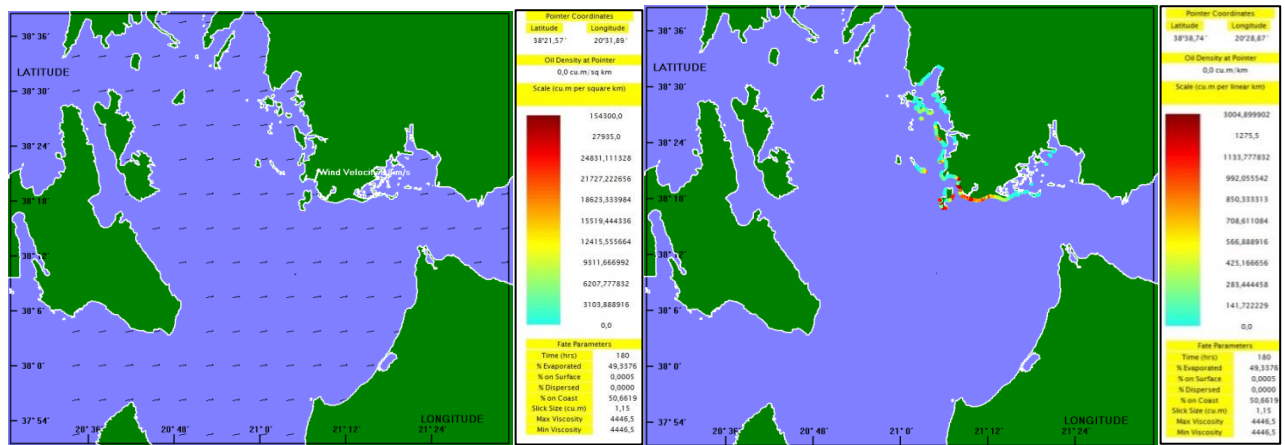 38° 36'
LATITUDE
38° 30'
38° 24'
Wind Velocity m/s
38° 18'
38° 12'
38° 6'
38° 0'
37° 54'
LONGITUDE
20° 36' 20° 48' 21° 0' 21° 12' 21° 24'
Pointer Coordinates
Latitude Longitude
38°21,57' 20°31,89'
Oil Density at Pointer
0,0 cu.m/sq km
Scale (cu.m per square km)
154300,0
27935,0
24831,111328
21727,222656
18623,333984
15519,444336
12415,555664
9311,666992
6207,777832
3103,888916
0,0
Fate Parameters
Time (hrs) 180
% Evaporated 49,3376
% on Surface 0,0005
% Dispersed 0,0000
% on Coast 50,6619
Slick Size (cu.m) 1,15
Max Viscosity 4446,5
Min Viscosity 4446,5
38° 36'
LATITUDE
38° 30'
38° 24'
38° 18'
38° 12'
38° 6'
38° 0'
37° 54'
LONGITUDE
20° 36' 20° 48' 21° 0' 21° 12' 21° 24'
Pointer Coordinates
Latitude Longitude
38°38,74' 20°28,87'
Oil Density at Pointer
0,0 cu.m/km
Scale (cu.m per linear km)
3004,899902
1275,5
1133,777832
992,055542
850,333313
708,611084
566,888916
425,166656
283,444458
141,722229
0,0
Fate Parameters
Time (hrs) 180
% Evaporated 49,3376
% on Surface 0,0005
% Dispersed 0,0000
% on Coast 50,6619
Slick Size (cu.m) 1,15
Max Viscosity 4446,5
Min Viscosity 4446,5